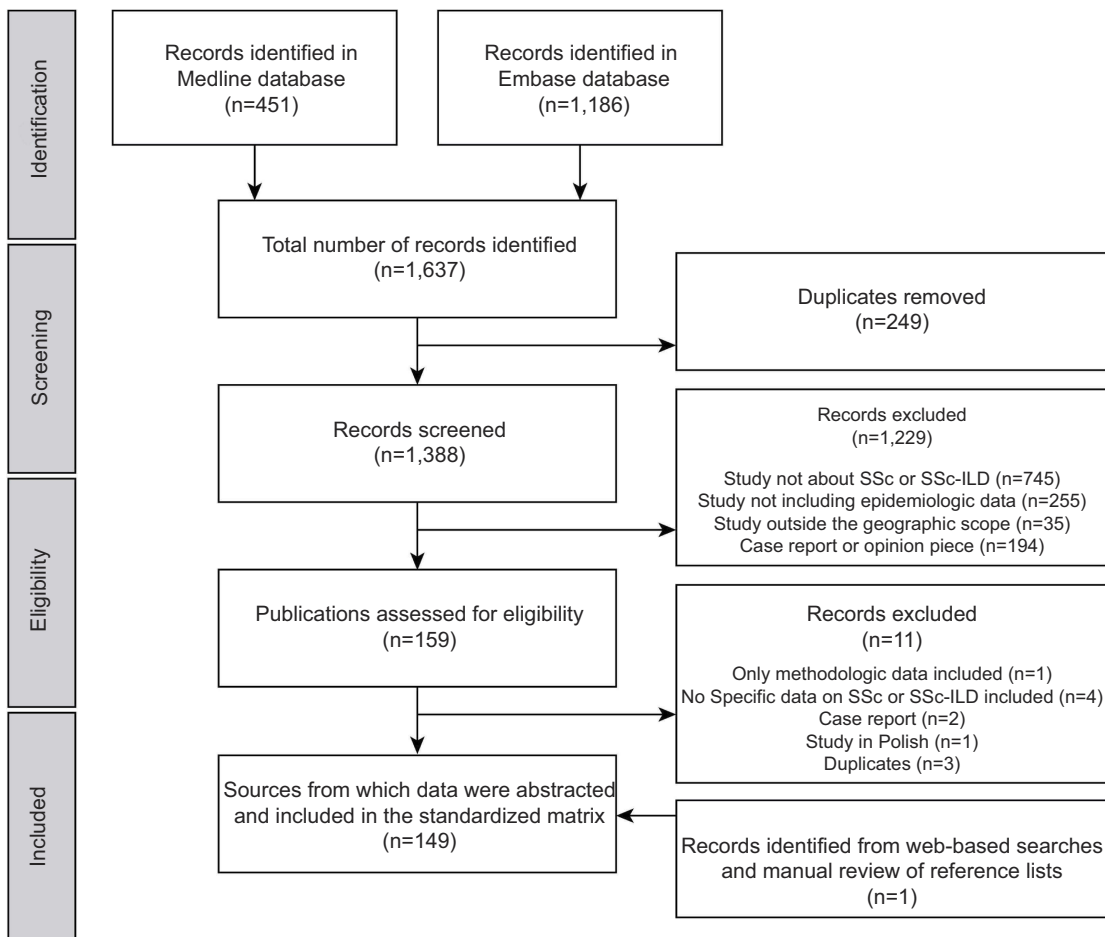 Identification
Records identified in
Medline database
(n=451)
Records identified in
Embase database
(n=1,186)
Total number of records identified
(n=1,637)
Screening
Duplicates removed
(n=249)
Records screened
(n=1,388)
Records excluded
(n=1,229)
Study not about SSc or SSc-ILD (n=745)
Study not including epidemiologic data (n=255)
Study outside the geographic scope (n=35)
Case report or opinion piece (n=194)
Eligibility
Publications assessed for eligibility
(n=159)
Records excluded
(n=11)
Only methodologic data included (n=1)
No Specific data on SSc or SSc-ILD included (n=4)
Case report (n=2)
Study in Polish (n=1)
Duplicates (n=3)
Included
Sources from which data were abstracted
and included in the standardized matrix
(n=149)
Records identified from web-based searches
and manual review of reference lists
(n=1)